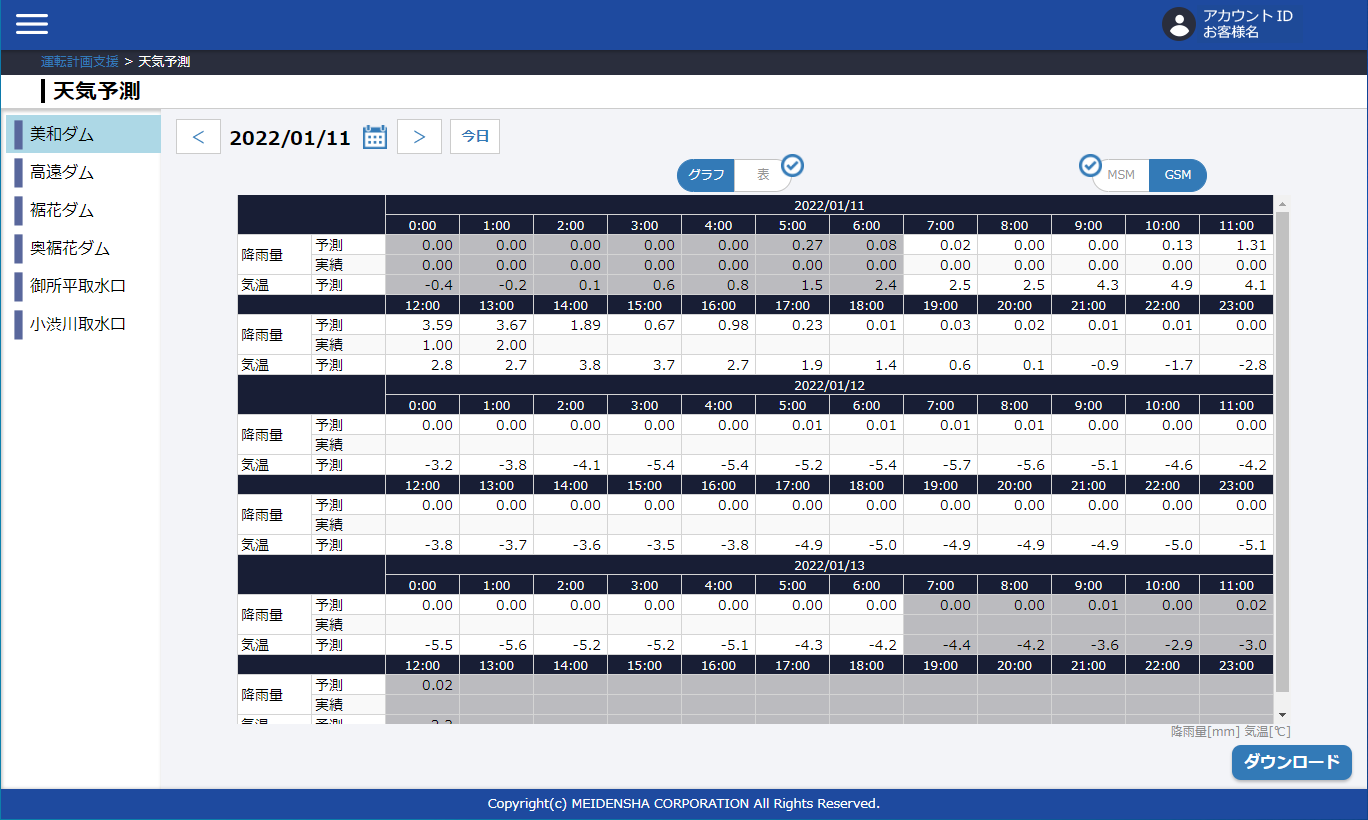 アカウント ID
お客様名
運転計画支援 > 天気予測
天気予測
美和ダム
高遠ダム
裾花ダム
奥裾花ダム
御所平取水口
小渋川取水口
< 2022/01/11 > 今日
グラフ 表 MSM GSM
2022/01/11
0:00 1:00 2:00 3:00 4:00 5:00 6:00 7:00 8:00 9:00 10:00 11:00
降雨量 予測 0.00 0.00 0.00 0.00 0.00 0.27 0.08 0.02 0.00 0.00 0.13 1.31
実績 0.00 0.00 0.00 0.00 0.00 0.00 0.00 0.00 0.00 0.00 0.00 0.00
気温 予測 -0.4 -0.2 0.1 0.6 0.8 1.5 2.4 2.5 2.5 4.3 4.9 4.1
12:00 13:00 14:00 15:00 16:00 17:00 18:00 19:00 20:00 21:00 22:00 23:00
降雨量 予測 3.59 3.67 1.89 0.67 0.98 0.23 0.01 0.03 0.02 0.01 0.01 0.00
実績 1.00 2.00
気温 予測 2.8 2.7 3.8 3.7 2.7 1.9 1.4 0.6 0.1 -0.9 -1.7 -2.8
2022/01/12
0:00 1:00 2:00 3:00 4:00 5:00 6:00 7:00 8:00 9:00 10:00 11:00
降雨量 予測 0.00 0.00 0.00 0.00 0.00 0.01 0.01 0.01 0.01 0.00 0.00 0.00
実績
気温 予測 -3.2 -3.8 -4.1 -5.4 -5.4 -5.2 -5.4 -5.7 -5.6 -5.1 -4.6 -4.2
12:00 13:00 14:00 15:00 16:00 17:00 18:00 19:00 20:00 21:00 22:00 23:00
降雨量 予測 0.00 0.00 0.00 0.00 0.00 0.00 0.00 0.00 0.00 0.00 0.00 0.00
実績
気温 予測 -3.8 -3.7 -3.6 -3.5 -3.8 -4.9 -5.0 -4.9 -4.9 -4.9 -5.0 -5.1
2022/01/13
0:00 1:00 2:00 3:00 4:00 5:00 6:00 7:00 8:00 9:00 10:00 11:00
降雨量 予測 0.00 0.00 0.00 0.00 0.00 0.00 0.00 0.00 0.00 0.01 0.00 0.02
実績
気温 予測 -5.5 -5.6 -5.2 -5.2 -5.1 -4.3 -4.2 -4.4 -4.2 -3.6 -2.9 -3.0
12:00 13:00 14:00 15:00 16:00 17:00 18:00 19:00 20:00 21:00 22:00 23:00
降雨量 予測 0.02
実績
気温 予測
降雨量[mm] 気温[℃]
ダウンロード
Copyright(c) MEIDENSHA CORPORATION All Rights Reserved.